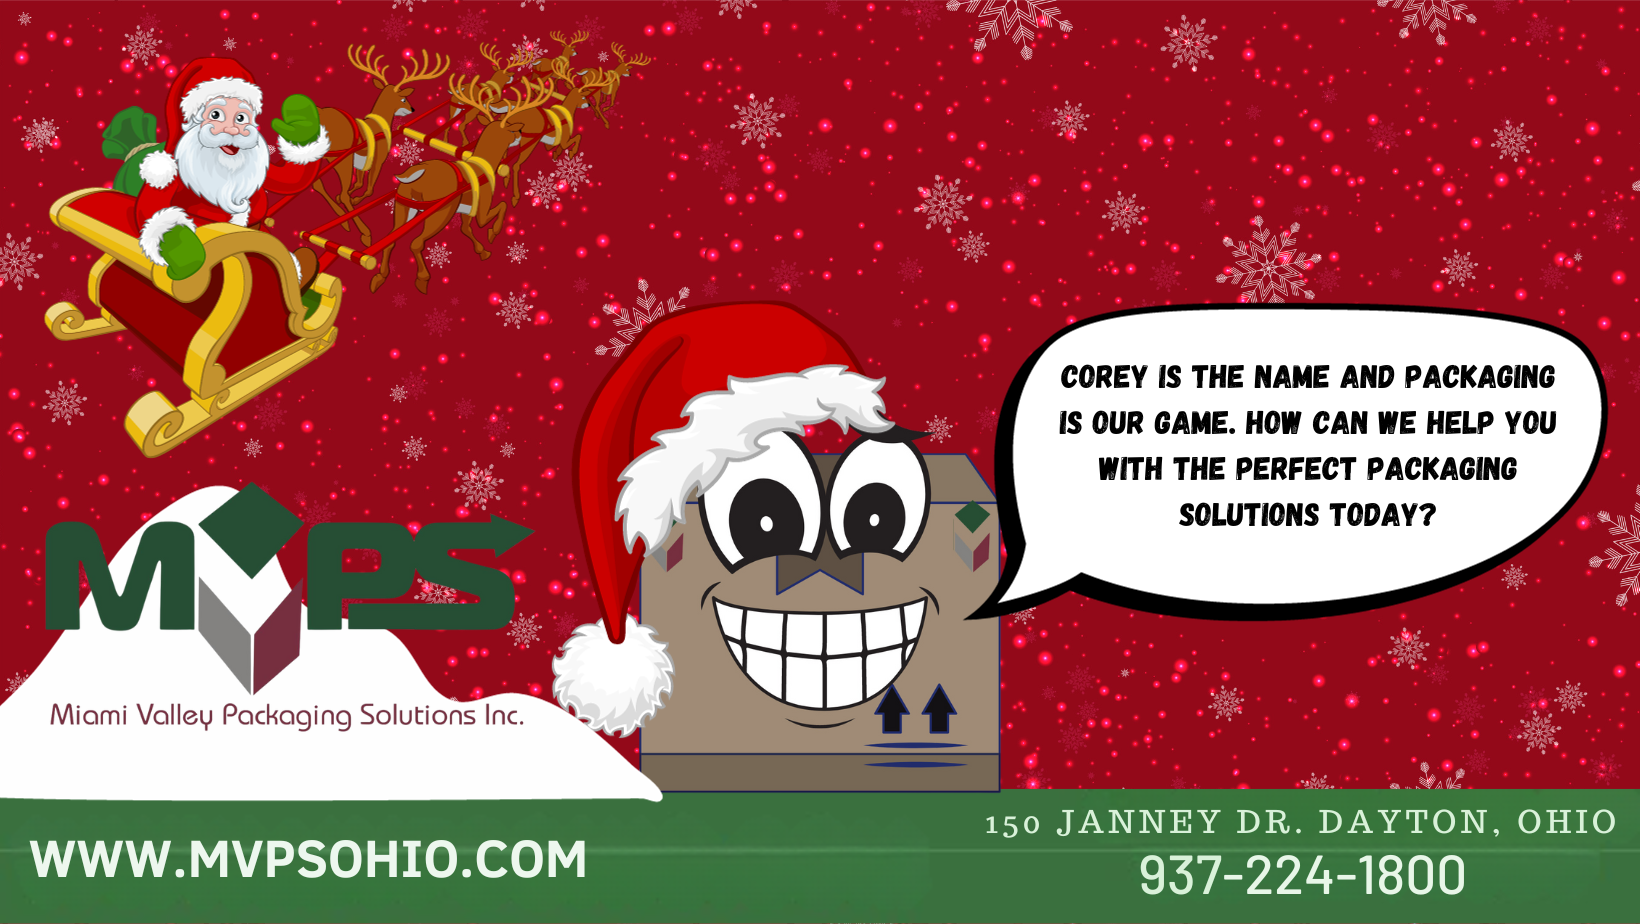 COREY IS THE NAME AND PACKAGING
IS OUR GAME. HOW CAN WE HELP YOU
WITH THE PERFECT PACKAGING
SOLUTIONS TODAY?
MVPS
Miami Valley Packaging Solutions Inc.
WWW.MVPSOHIO.COM
150 JANNEY DR. DAYTON, OHIO
937-224-1800